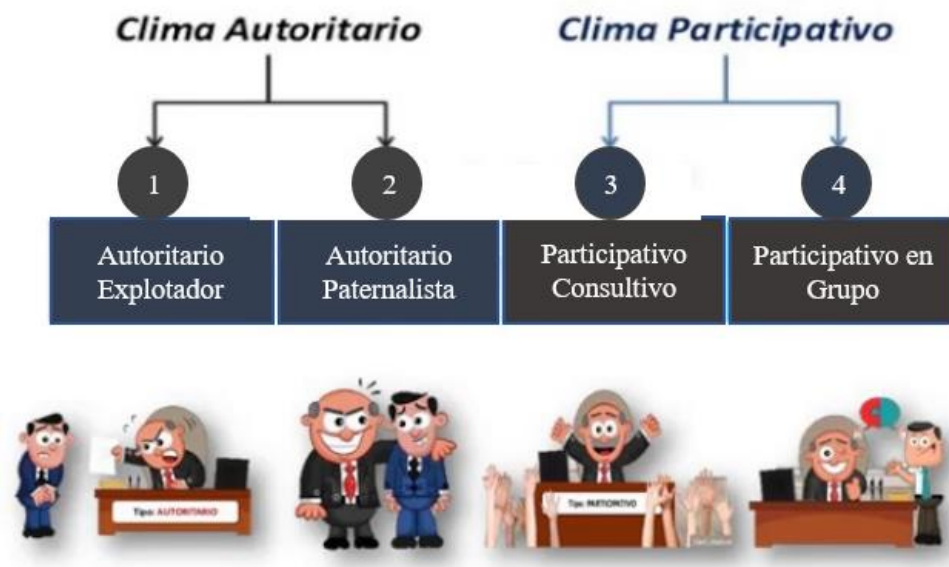 Clima Autoritario
Clima Participativo
1
2
3
4
Autoritario
Explotador
Autoritario
Paternalista
Participativo
Consultivo
Participativo en
Grupo
Tipo: AUTORITARIO
Tipo: